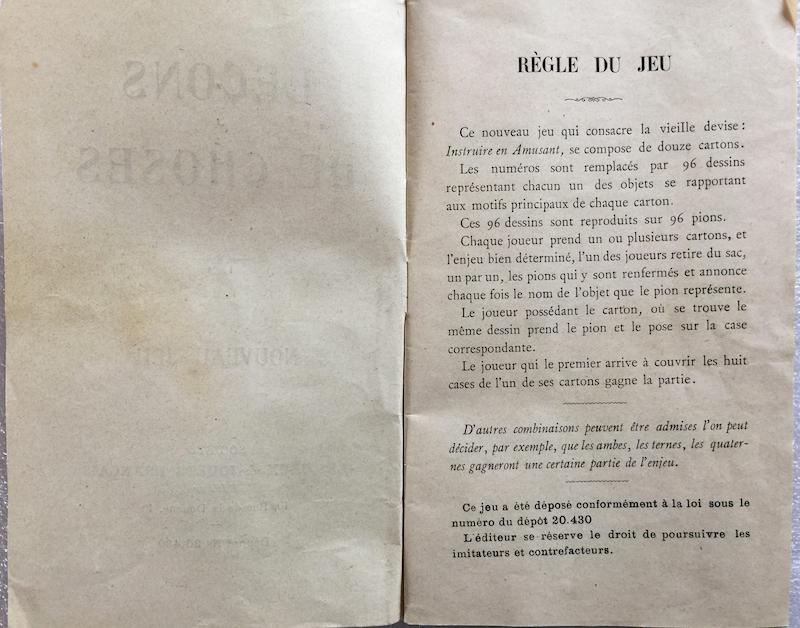 RÈGLE DU JEU
Ce nouveau jeu qui consacre la vieille devise :
Instruire en Amusant, se compose de douze cartons.
Les numéros sont remplacés par 96 dessins
représentant chacun un des objets se rapportant
aux motifs principaux de chaque carton.
Ces 96 dessins sont reproduits sur 96 pions.
Chaque joueur prend un ou plusieurs cartons, et
l'enjeu bien déterminé, l'un des joueurs retire du sac,
un par un, les pions qui y sont renfermés et annonce
chaque fois le nom de l'objet que le pion représente.
Le joueur possédant le carton, où se trouve le
même dessin prend le pion et le pose sur la case
correspondante.
Le joueur qui le premier arrive à couvrir les huit
cases de l'un de ses cartons gagne la partie.
D'autres combinaisons peuvent être admises l'on peut
décider, par exemple, que les ambes, les ternes, les quater-
nes gagneront une certaine partie de l'enjeu.
Ce jeu a été déposé conformément à la loi sous le
numéro du dépôt 20.430
L'éditeur se réserve le droit de poursuivre les
imitateurs et contrefacteurs.